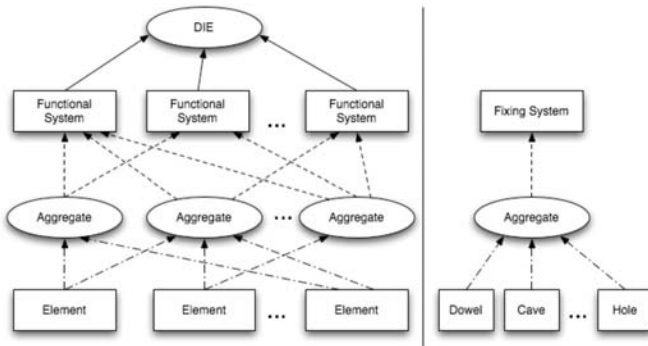 DIE
Functional
System
Functional
System
...
Functional
System
Aggregate
Aggregate
...
Aggregate
Element
Element
...
Element
Fixing System
Aggregate
Dowel
Cave
...
Hole